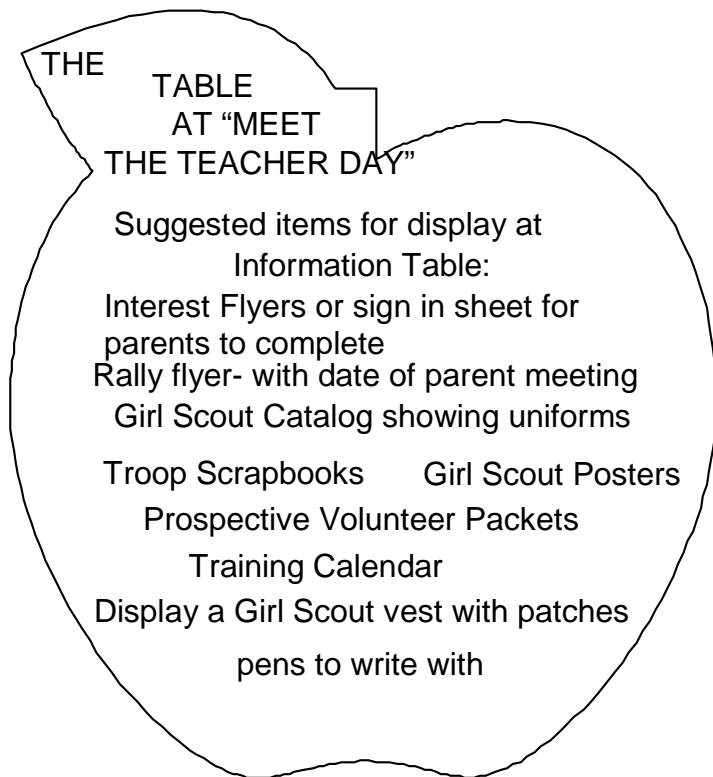 THE
TABLE
AT “MEET
THE TEACHER DAY”
Suggested items for display at
Information Table:
Interest Flyers or sign in sheet for
parents to complete
Rally flyer- with date of parent meeting
Girl Scout Catalog showing uniforms
Troop Scrapbooks Girl Scout Posters
Prospective Volunteer Packets
Training Calendar
Display a Girl Scout vest with patches
pens to write with